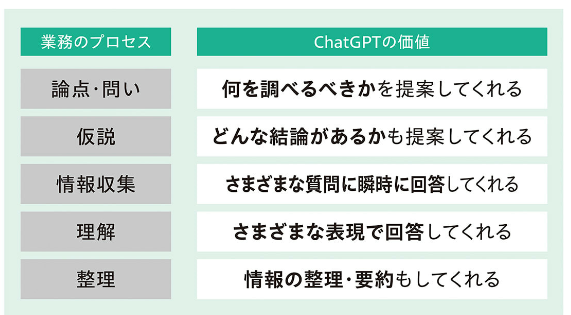 業務のプロセス ChatGPTの価値
論点・問い 何を調べるべきかを提案してくれる
仮説 どんな結論があるかも提案してくれる
情報収集 さまざまな質問に瞬時に回答してくれる
理解 さまざまな表現で回答してくれる
整理 情報の整理・要約もしてくれる